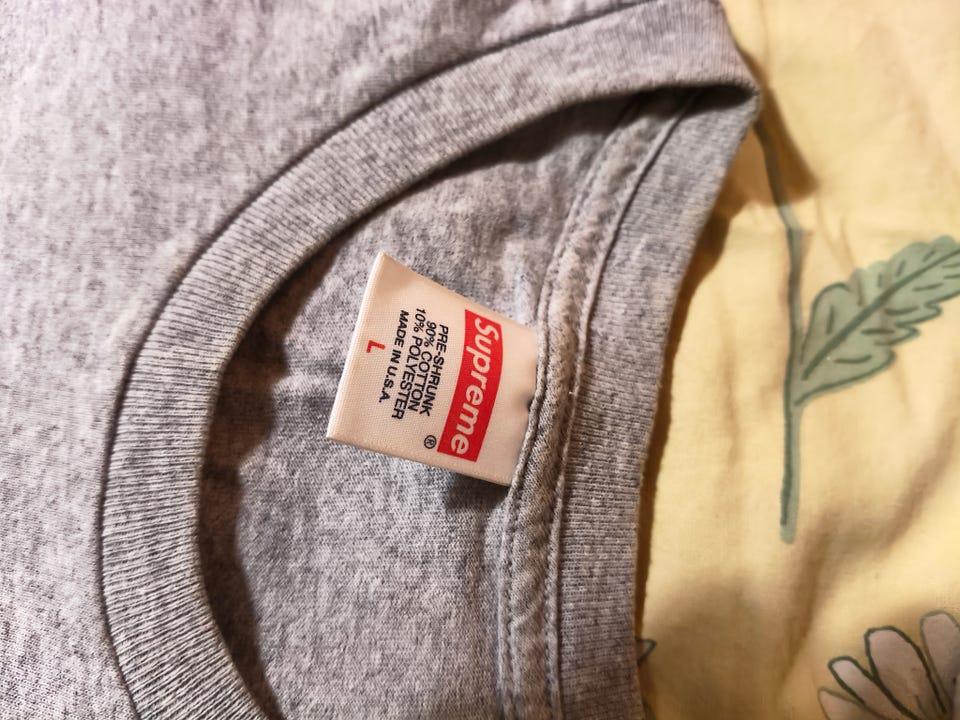 Supreme
®
PRE-SHRUNK
90% COTTON
10% POLYESTER
MADE IN U.S.A.
L